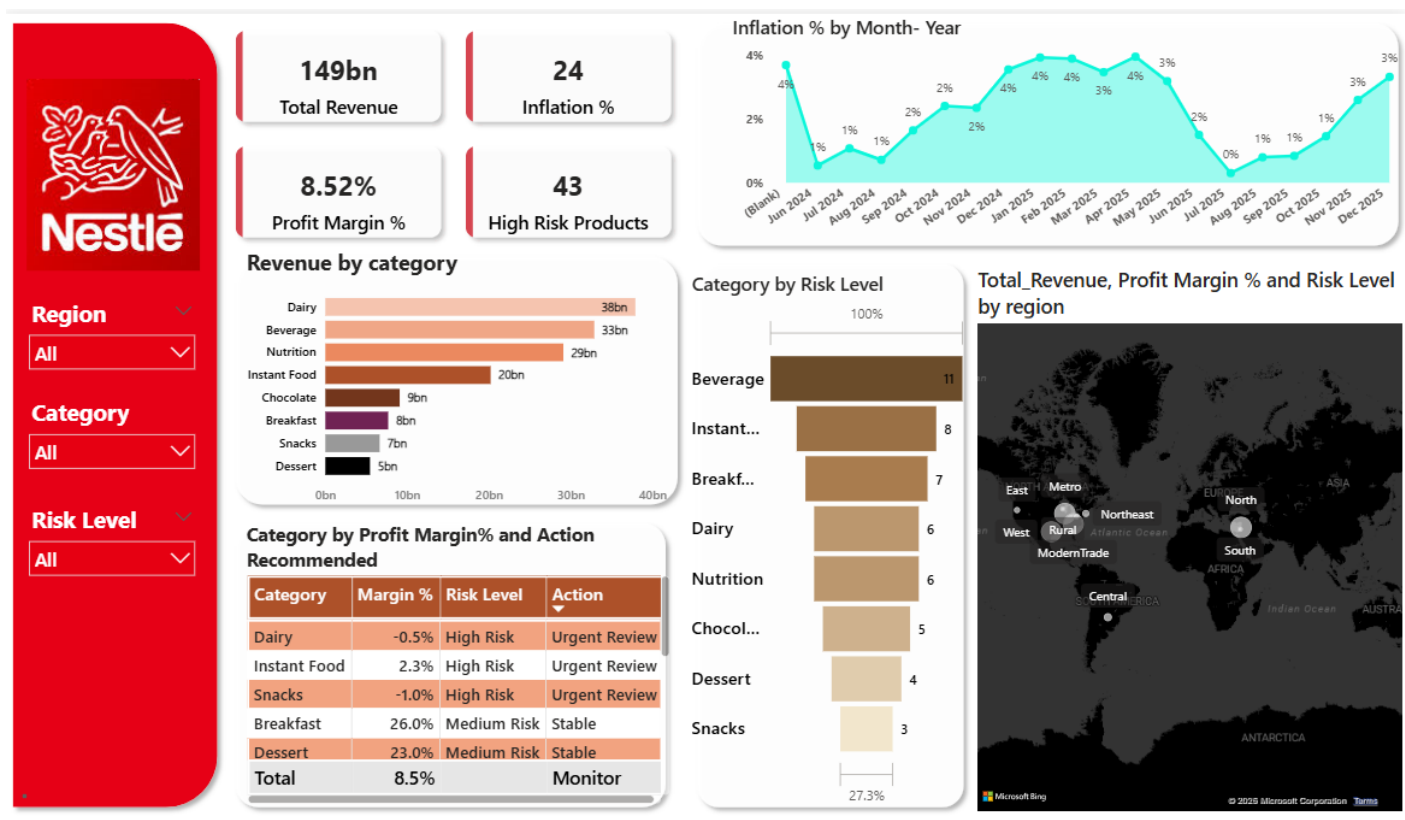 Nestlé
Region
All
Category
All
Risk Level
All
149bn
Total Revenue
24
Inflation %
8.52%
Profit Margin %
43
High Risk Products
Inflation % by Month- Year
4%
2%
0%
4%
1%
1%
1%
2%
2%
2%
4%
4%
4%
3%
4%
3%
2%
0%
1%
1%
1%
3%
3%
(Blank)
Jun 2024
Jul 2024
Aug 2024
Sep 2024
Oct 2024
Nov 2024
Dec 2024
Jan 2025
Feb 2025
Mar 2025
Apr 2025
May 2025
Jun 2025
Jul 2025
Aug 2025
Sep 2025
Oct 2025
Nov 2025
Dec 2025
Revenue by category
Dairy 38bn
Beverage 33bn
Nutrition 29bn
Instant Food 20bn
Chocolate 9bn
Breakfast 8bn
Snacks 7bn
Dessert 5bn
0bn 10bn 20bn 30bn 40bn
Category by Profit Margin% and Action
Recommended
Category Margin % Risk Level Action
Dairy -0.5% High Risk Urgent Review
Instant Food 2.3% High Risk Urgent Review
Snacks -1.0% High Risk Urgent Review
Breakfast 26.0% Medium Risk Stable
Dessert 23.0% Medium Risk Stable
Total 8.5% Monitor
Category by Risk Level
100%
Beverage 11
Instant... 8
Breakf... 7
Dairy 6
Nutrition 6
Chocol... 5
Dessert 4
Snacks 3
27.3%
Total_Revenue, Profit Margin % and Risk Level
by region
ASIA
EUROPE
East
Metro
North
Northeast
West
Rural
Atlantic Ocean
South
ModernTrade
AFRICA
Central
SOUTH AMERICA
Indian Ocean
AUSTRA
ANTARCTICA
Microsoft Bing
© 2025 Microsoft Corporation Terms